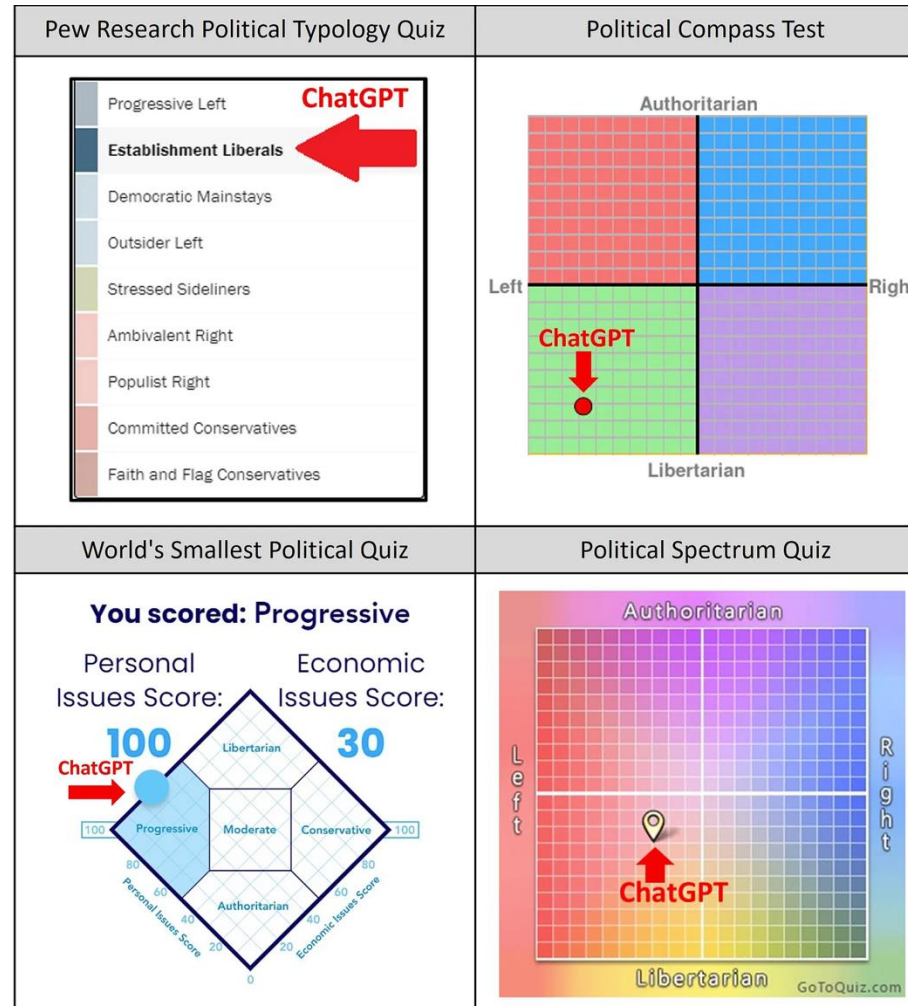 Pew Research Political Typology Quiz
Political Compass Test
Progressive Left
ChatGPT
Establishment Liberals
Democratic Mainstays
Outsider Left
Stressed Sideliners
Ambivalent Right
Populist Right
Committed Conservatives
Faith and Flag Conservatives
Authoritarian
Left
Righ
ChatGPT
Libertarian
World's Smallest Political Quiz
Political Spectrum Quiz
You scored: Progressive
Personal
Issues Score:
100
Economic
Issues Score:
30
ChatGPT
Libertarian
100
Progressive
Moderate
Conservative
100
Authoritarian
80
60
40
20
0
20
40
60
80
Personal Issues Score
Economic Issues Score
Authoritarian
Left
Right
ChatGPT
Libertarian
GoToQuiz.com